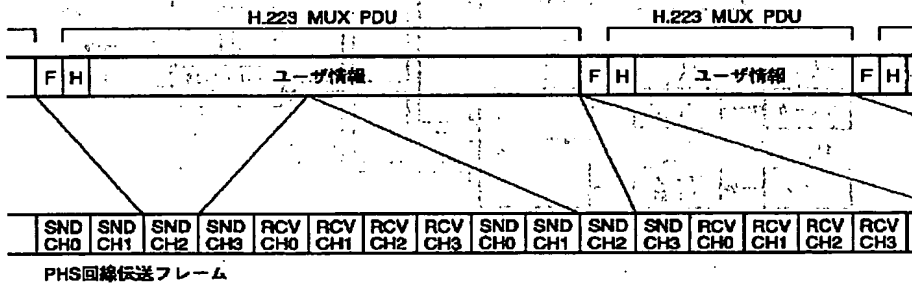 H.223 MUX PDU
H.223 MUX PDU
F H ユーザ情報 F H ユーザ情報 F H
SND CH0 SND CH1 SND CH2 SND CH3 RCV CH0 RCV CH1 RCV CH2 RCV CH3 SND CH0 SND CH1 SND CH2 SND CH3 RCV CH0 RCV CH1 RCV CH2 RCV CH3
PHS回線伝送フレーム